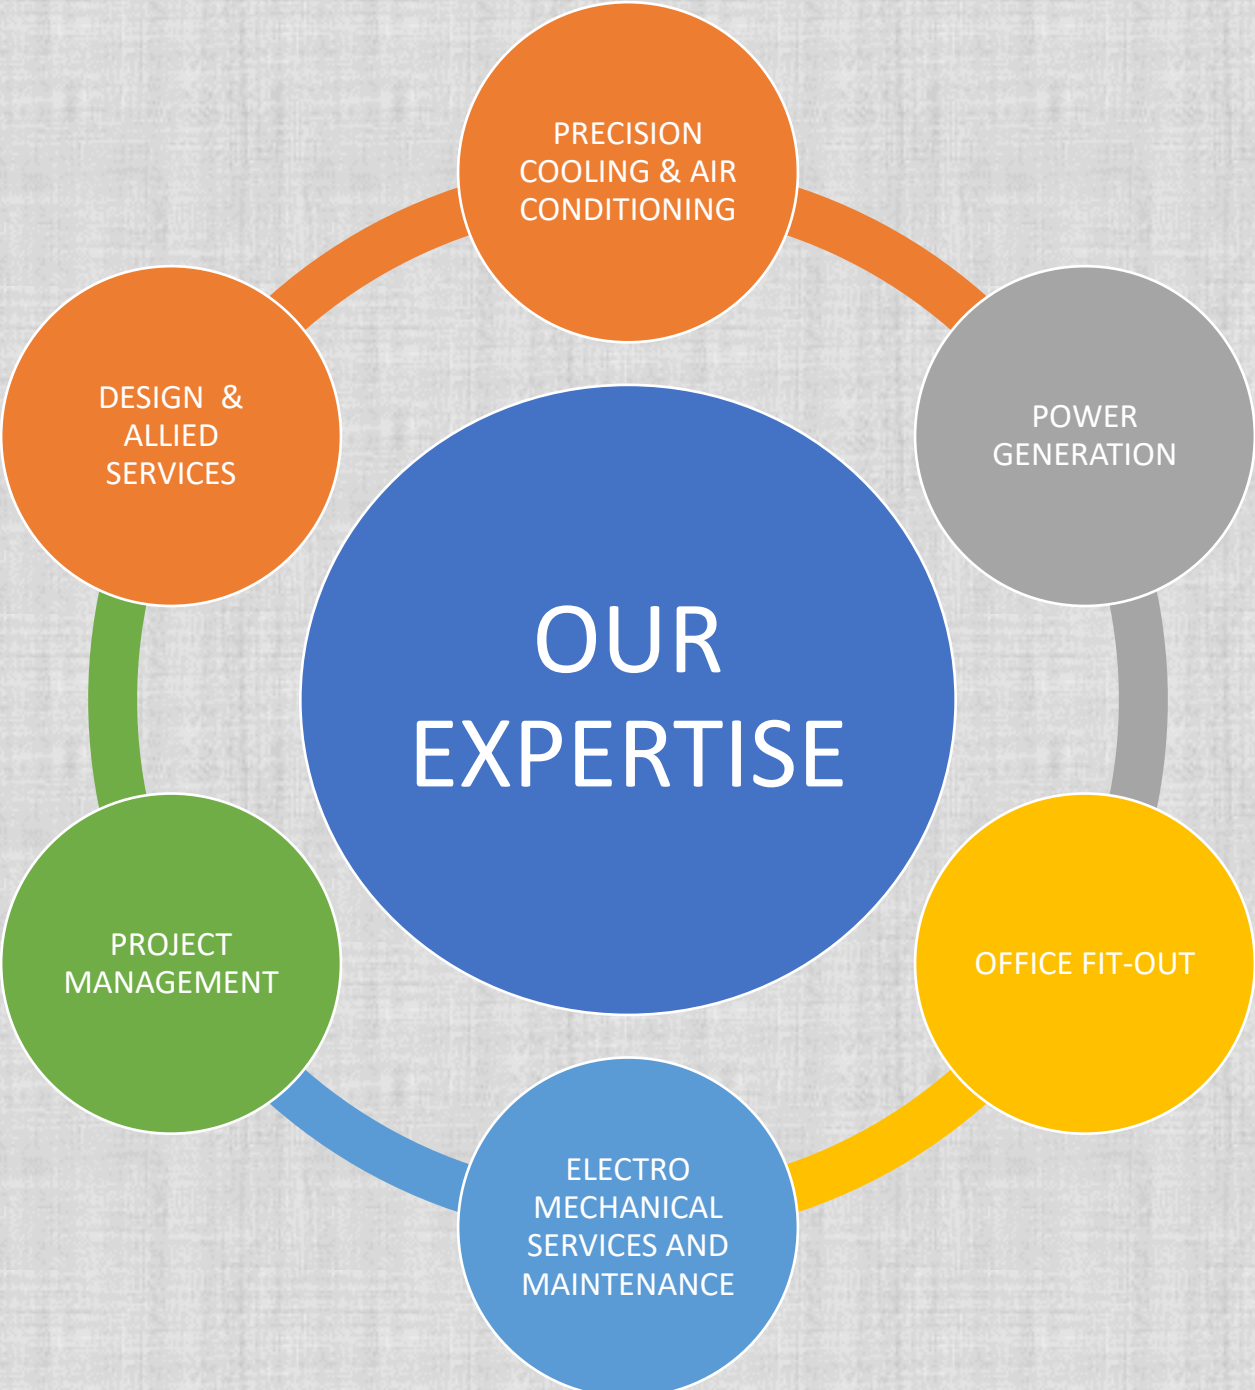 PRECISION
COOLING & AIR
CONDITIONING
POWER
GENERATION
OFFICE FIT-OUT
ELECTRO
MECHANICAL
SERVICES AND
MAINTENANCE
PROJECT
MANAGEMENT
DESIGN &
ALLIED
SERVICES
OUR
EXPERTISE